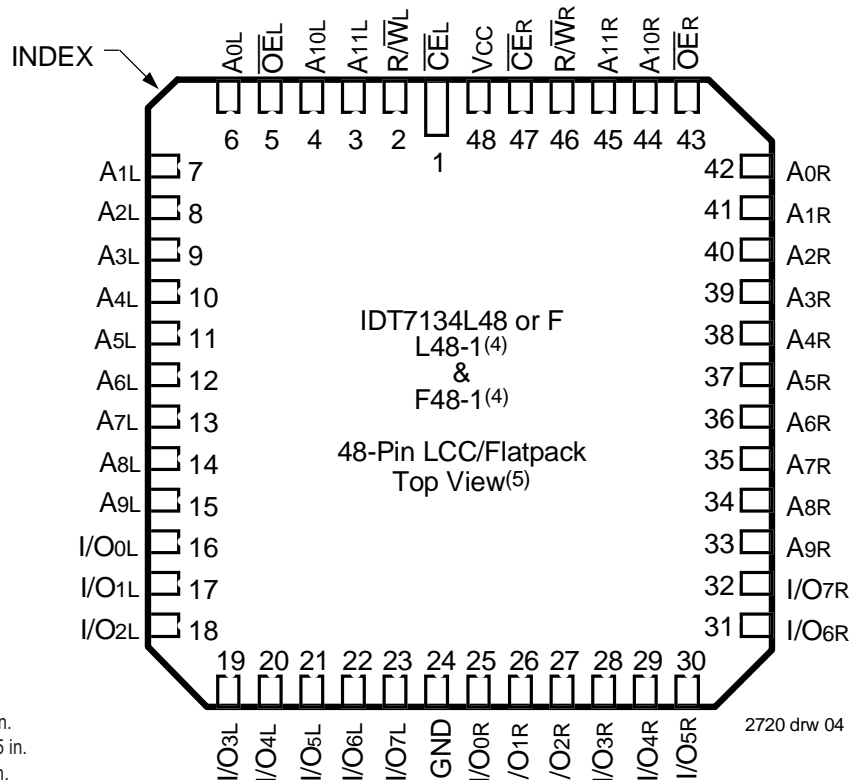 INDEX
A0L
OEL
A10L
A11L
R/WL
CEL
VCC
CER
R/WR
A11R
A10R
OER
6 5 4 3 2 1 48 47 46 45 44 43
A1L 7
A2L 8
A3L 9
A4L 10
A5L 11
A6L 12
A7L 13
A8L 14
A9L 15
I/O0L 16
I/O1L 17
I/O2L 18
42 A0R
41 A1R
40 A2R
39 A3R
38 A4R
37 A5R
36 A6R
35 A7R
34 A8R
33 A9R
32 I/O7R
31 I/O6R
IDT7134L48 or F
L48-1(4)
&
F48-1(4)
48-Pin LCC/Flatpack
Top View(5)
19 20 21 22 23 24 25 26 27 28 29 30
I/O3L
I/O4L
I/O5L
I/O6L
I/O7L
GND
I/O0R
/O1R
/O2R
I/O3R
I/O4R
I/O5R
2720 drw 04
n.
5 in.
n.